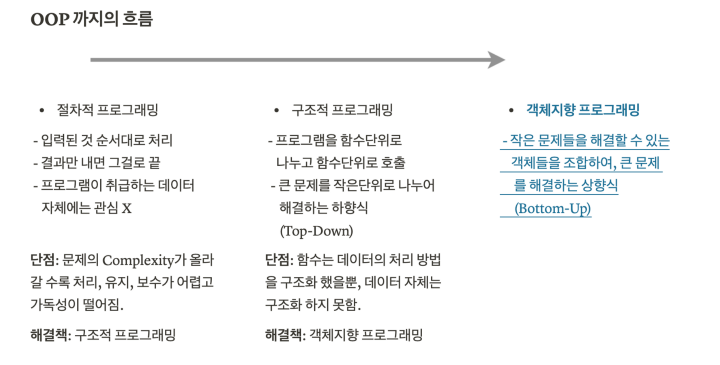 OOP 까지의 흐름
• 절차적 프로그래밍
- 입력된 것 순서대로 처리
- 결과만 내면 그걸로 끝
- 프로그램이 취급하는 데이터
자체에는 관심 X
단점: 문제의 Complexity가 올라
갈 수록 처리, 유지, 보수가 어렵고
가독성이 떨어짐.
해결책: 구조적 프로그래밍
• 구조적 프로그래밍
- 프로그램을 함수단위로
나누고 함수단위로 호출
- 큰 문제를 작은단위로 나누어
해결하는 하향식
(Top-Down)
단점: 함수는 데이터의 처리 방법
을 구조화 했을뿐, 데이터 자체는
구조화 하지 못함.
해결책: 객체지향 프로그래밍
• 객체지향 프로그래밍
- 작은 문제들을 해결할 수 있는
객체들을 조합하여, 큰 문제
를 해결하는 상향식
(Bottom-Up)